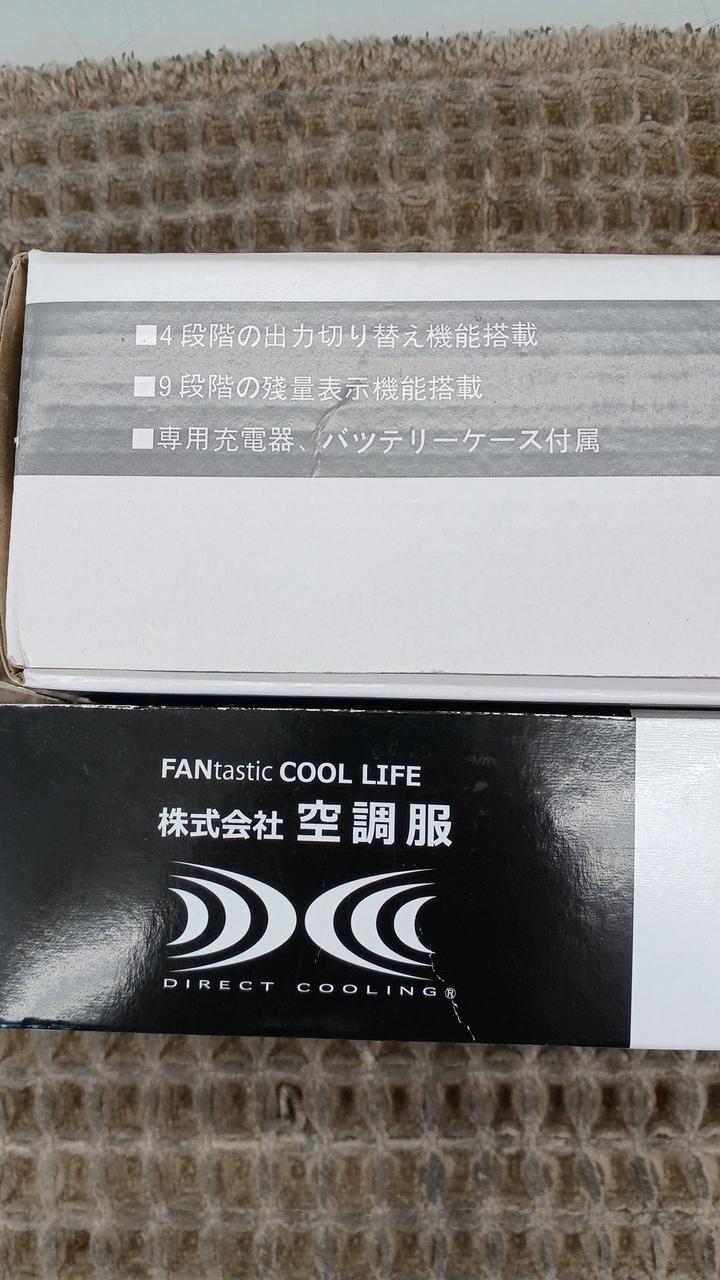 ■4段階の出力切り替え機能搭載
■9段階の残量表示機能搭載
■専用充電器、バッテリーケース付属
FANtastic COOL LIFE
株式会社 空調服
DIRECT COOLING®